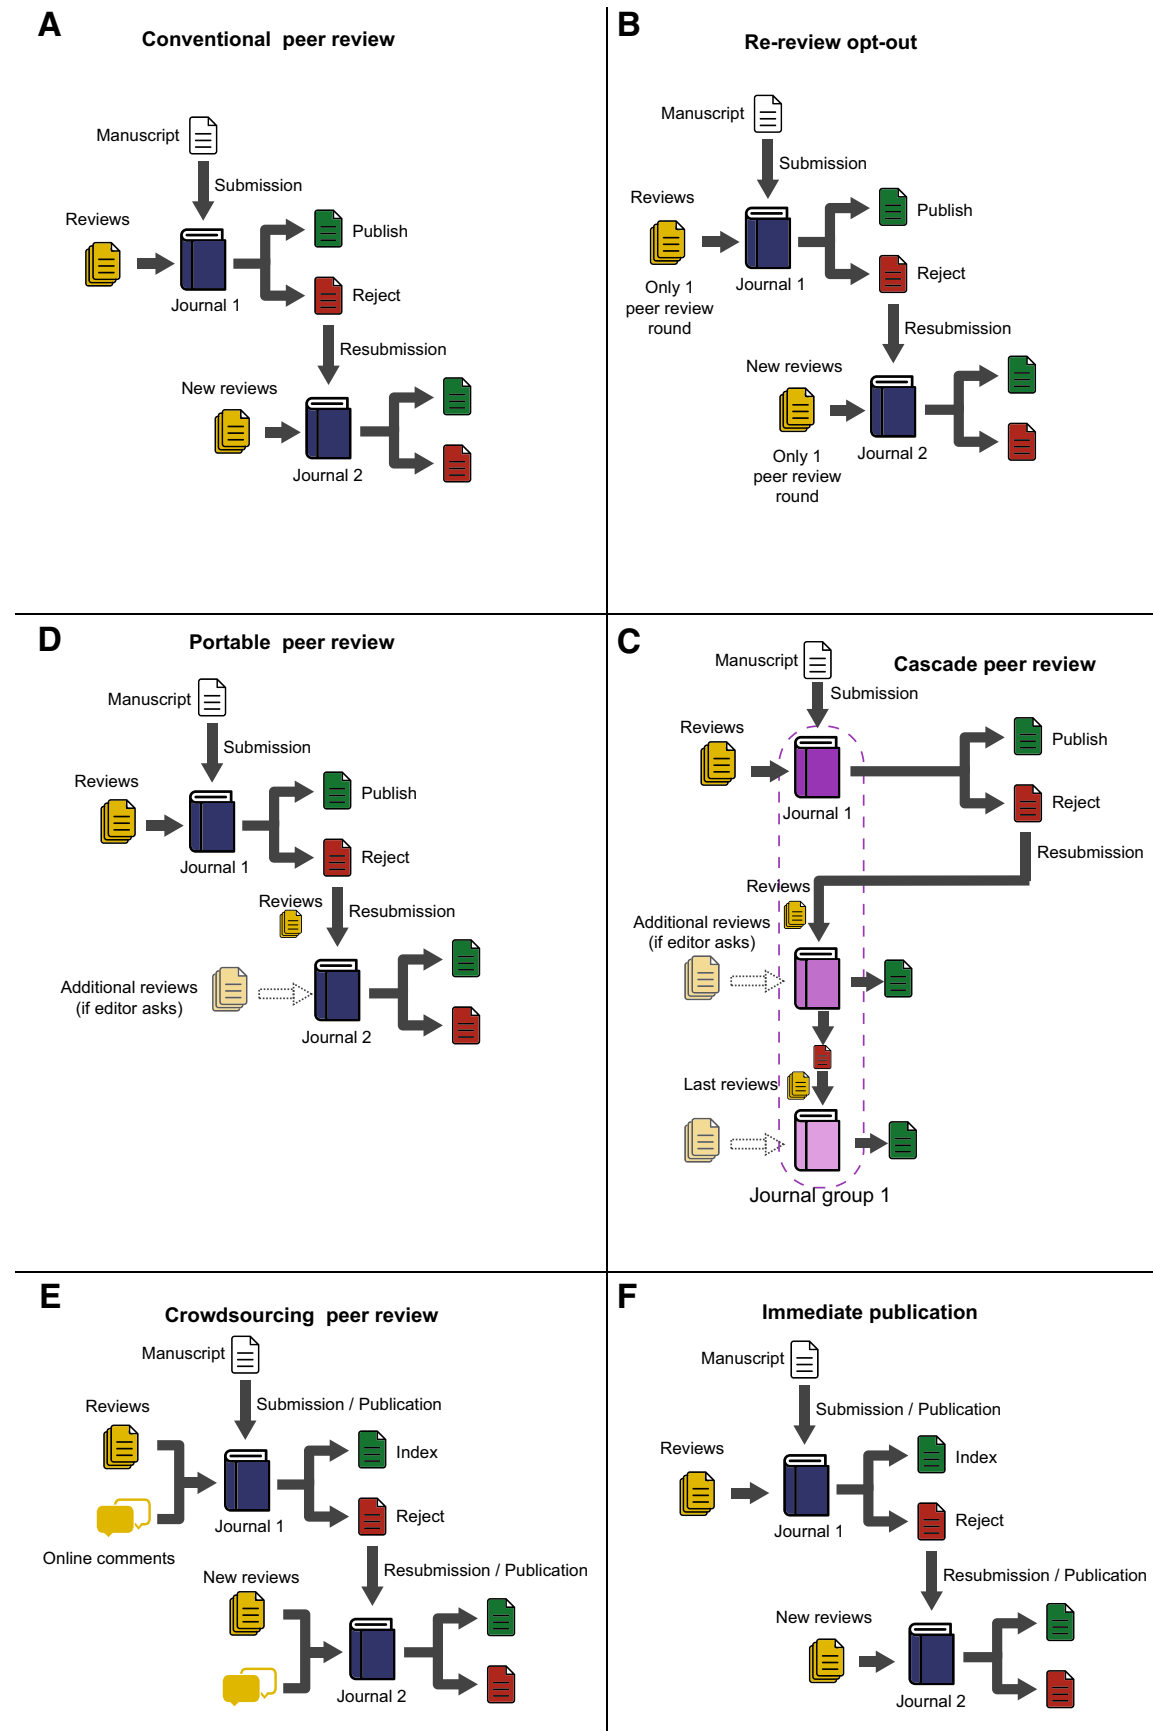 A
Conventional peer review
Manuscript
Submission
Reviews
Publish
Journal 1
Reject
Resubmission
New reviews
Journal 2
B
Re-review opt-out
Manuscript
Submission
Reviews
Publish
Only 1
peer review
round
Journal 1
Reject
Resubmission
New reviews
Only 1
peer review
round
Journal 2
D
Portable peer review
Manuscript
Submission
Reviews
Publish
Journal 1
Reject
Reviews
Resubmission
Additional reviews
(if editor asks)
Journal 2
C
Cascade peer review
Manuscript
Submission
Reviews
Publish
Journal 1
Reject
Resubmission
Reviews
Additional reviews
(if editor asks)
Last reviews
Journal group 1
E
Crowdsourcing peer review
Manuscript
Submission / Publication
Reviews
Index
Journal 1
Reject
Online comments
Resubmission / Publication
New reviews
Journal 2
F
Immediate publication
Manuscript
Submission / Publication
Reviews
Index
Journal 1
Reject
Resubmission / Publication
New reviews
Journal 2